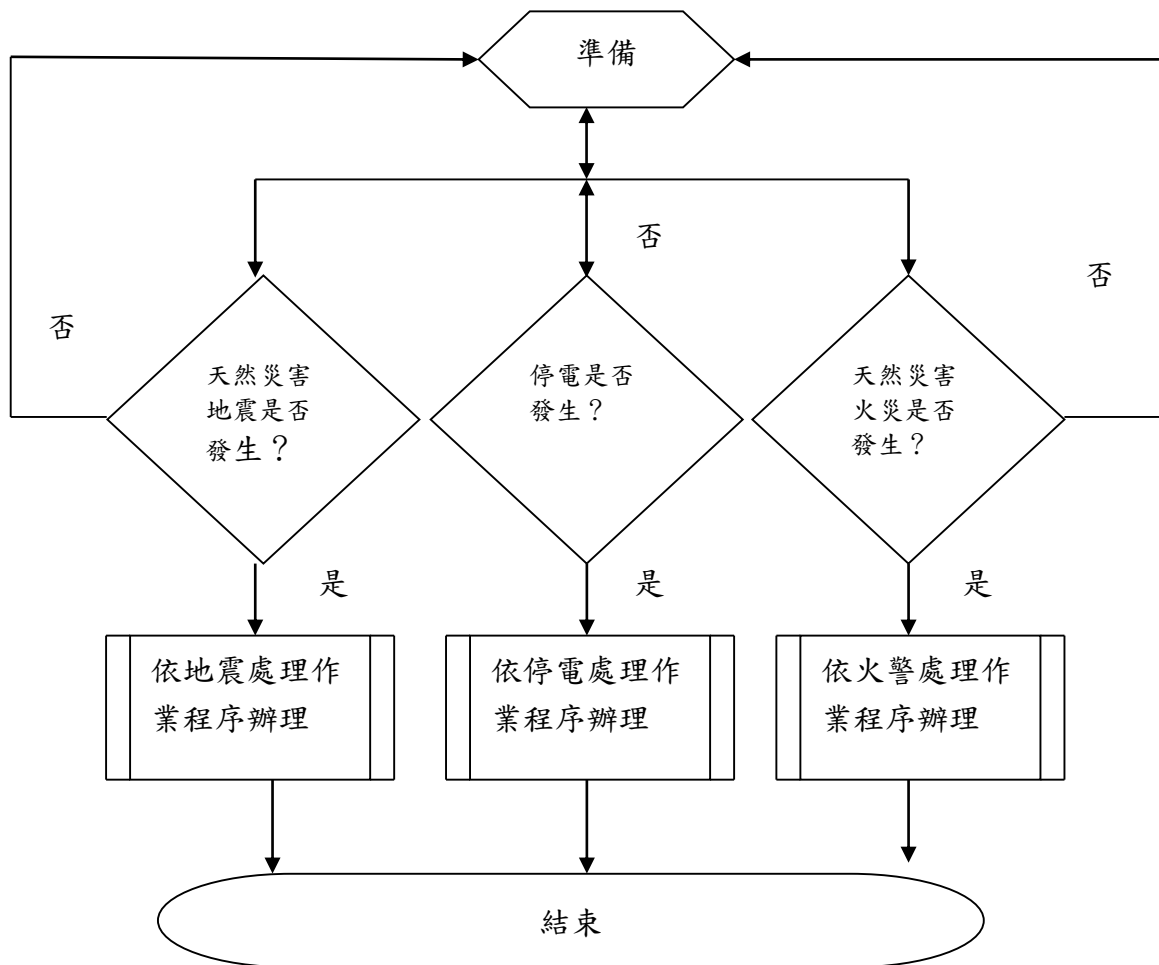 準備
否
否
否
天然災害
地震是否
發生？
停電是否
發生？
天然災害
火災是否
發生？
是
是
是
依地震處理作
業程序辦理
依停電處理作
業程序辦理
依火警處理作
業程序辦理
結束